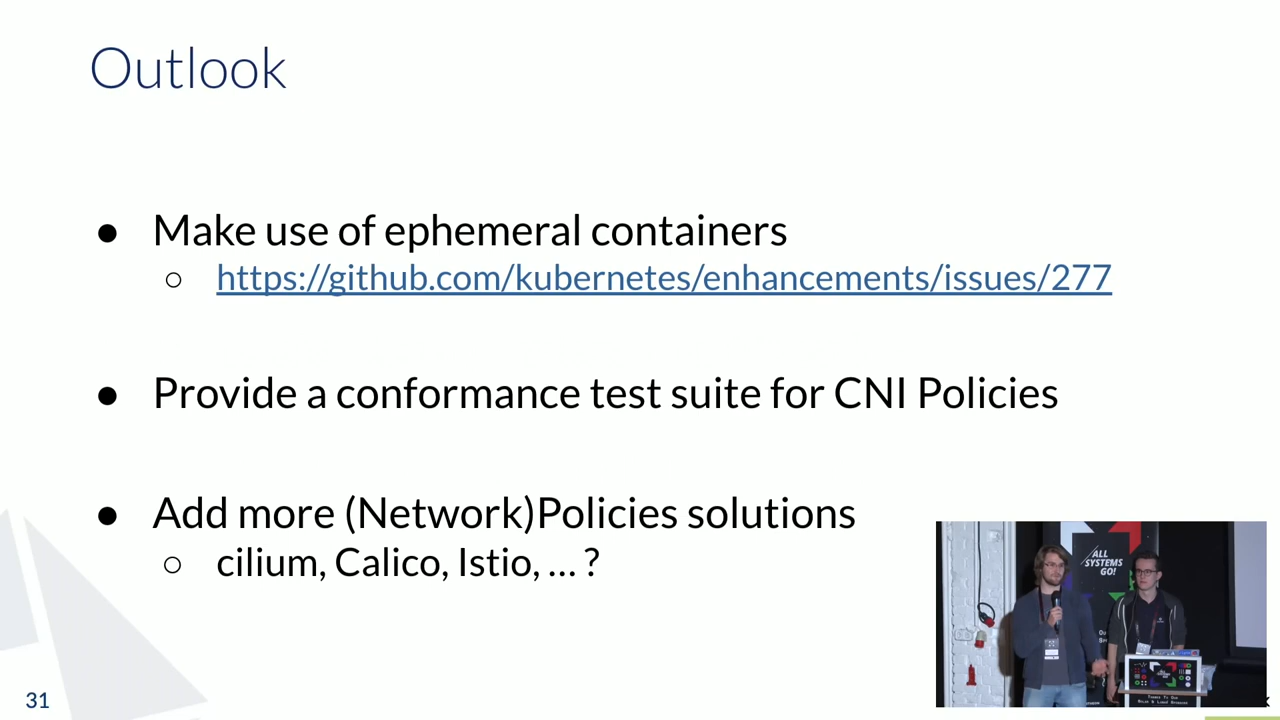 Outlook
● Make use of ephemeral containers
○ https://github.com/kubernetes/enhancements/issues/277
● Provide a conformance test suite for CNI Policies
● Add more (Network)Policies solutions
○ cilium, Calico, Istio, ... ?
ALL
SYSTEMS
GO!
31